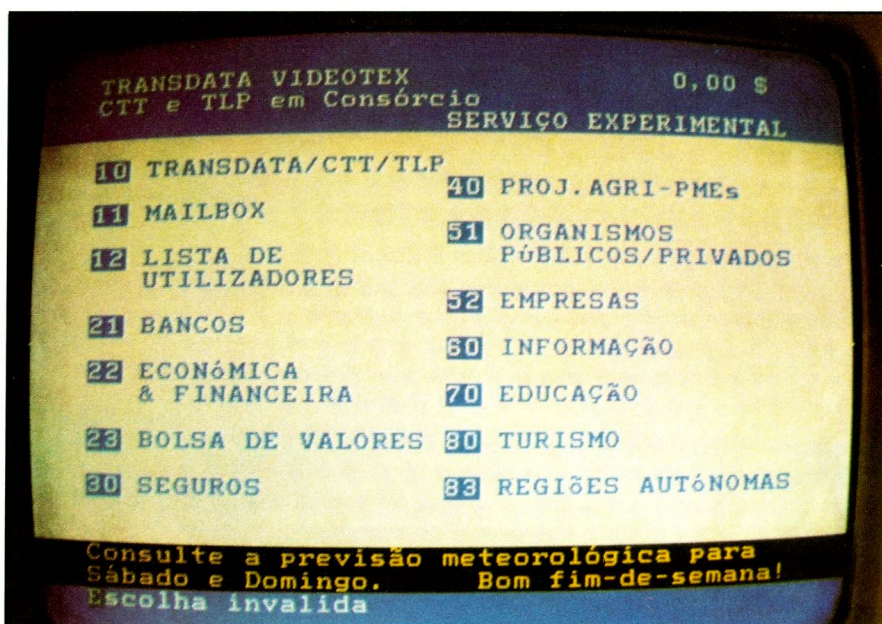 TRANSDATA VIDEOTEX 0,00 $
CTT e TLP em Consórcio
SERVIÇO EXPERIMENTAL
10 TRANSDATA/CTT/TLP
11 MAILBOX
12 LISTA DE
UTILIZADORES
21 BANCOS
22 ECONóMICA
& FINANCEIRA
23 BOLSA DE VALORES
30 SEGUROS
40 PROJ.AGRI-PMEs
51 ORGANISMOS
PúBLICOS/PRIVADOS
52 EMPRESAS
60 INFORMAÇÃO
70 EDUCAÇÃO
80 TURISMO
83 REGIõES AUTóNOMAS
Consulte a previsão meteorológica para
Sábado e Domingo. Bom fim-de-semana!
Escolha invalida